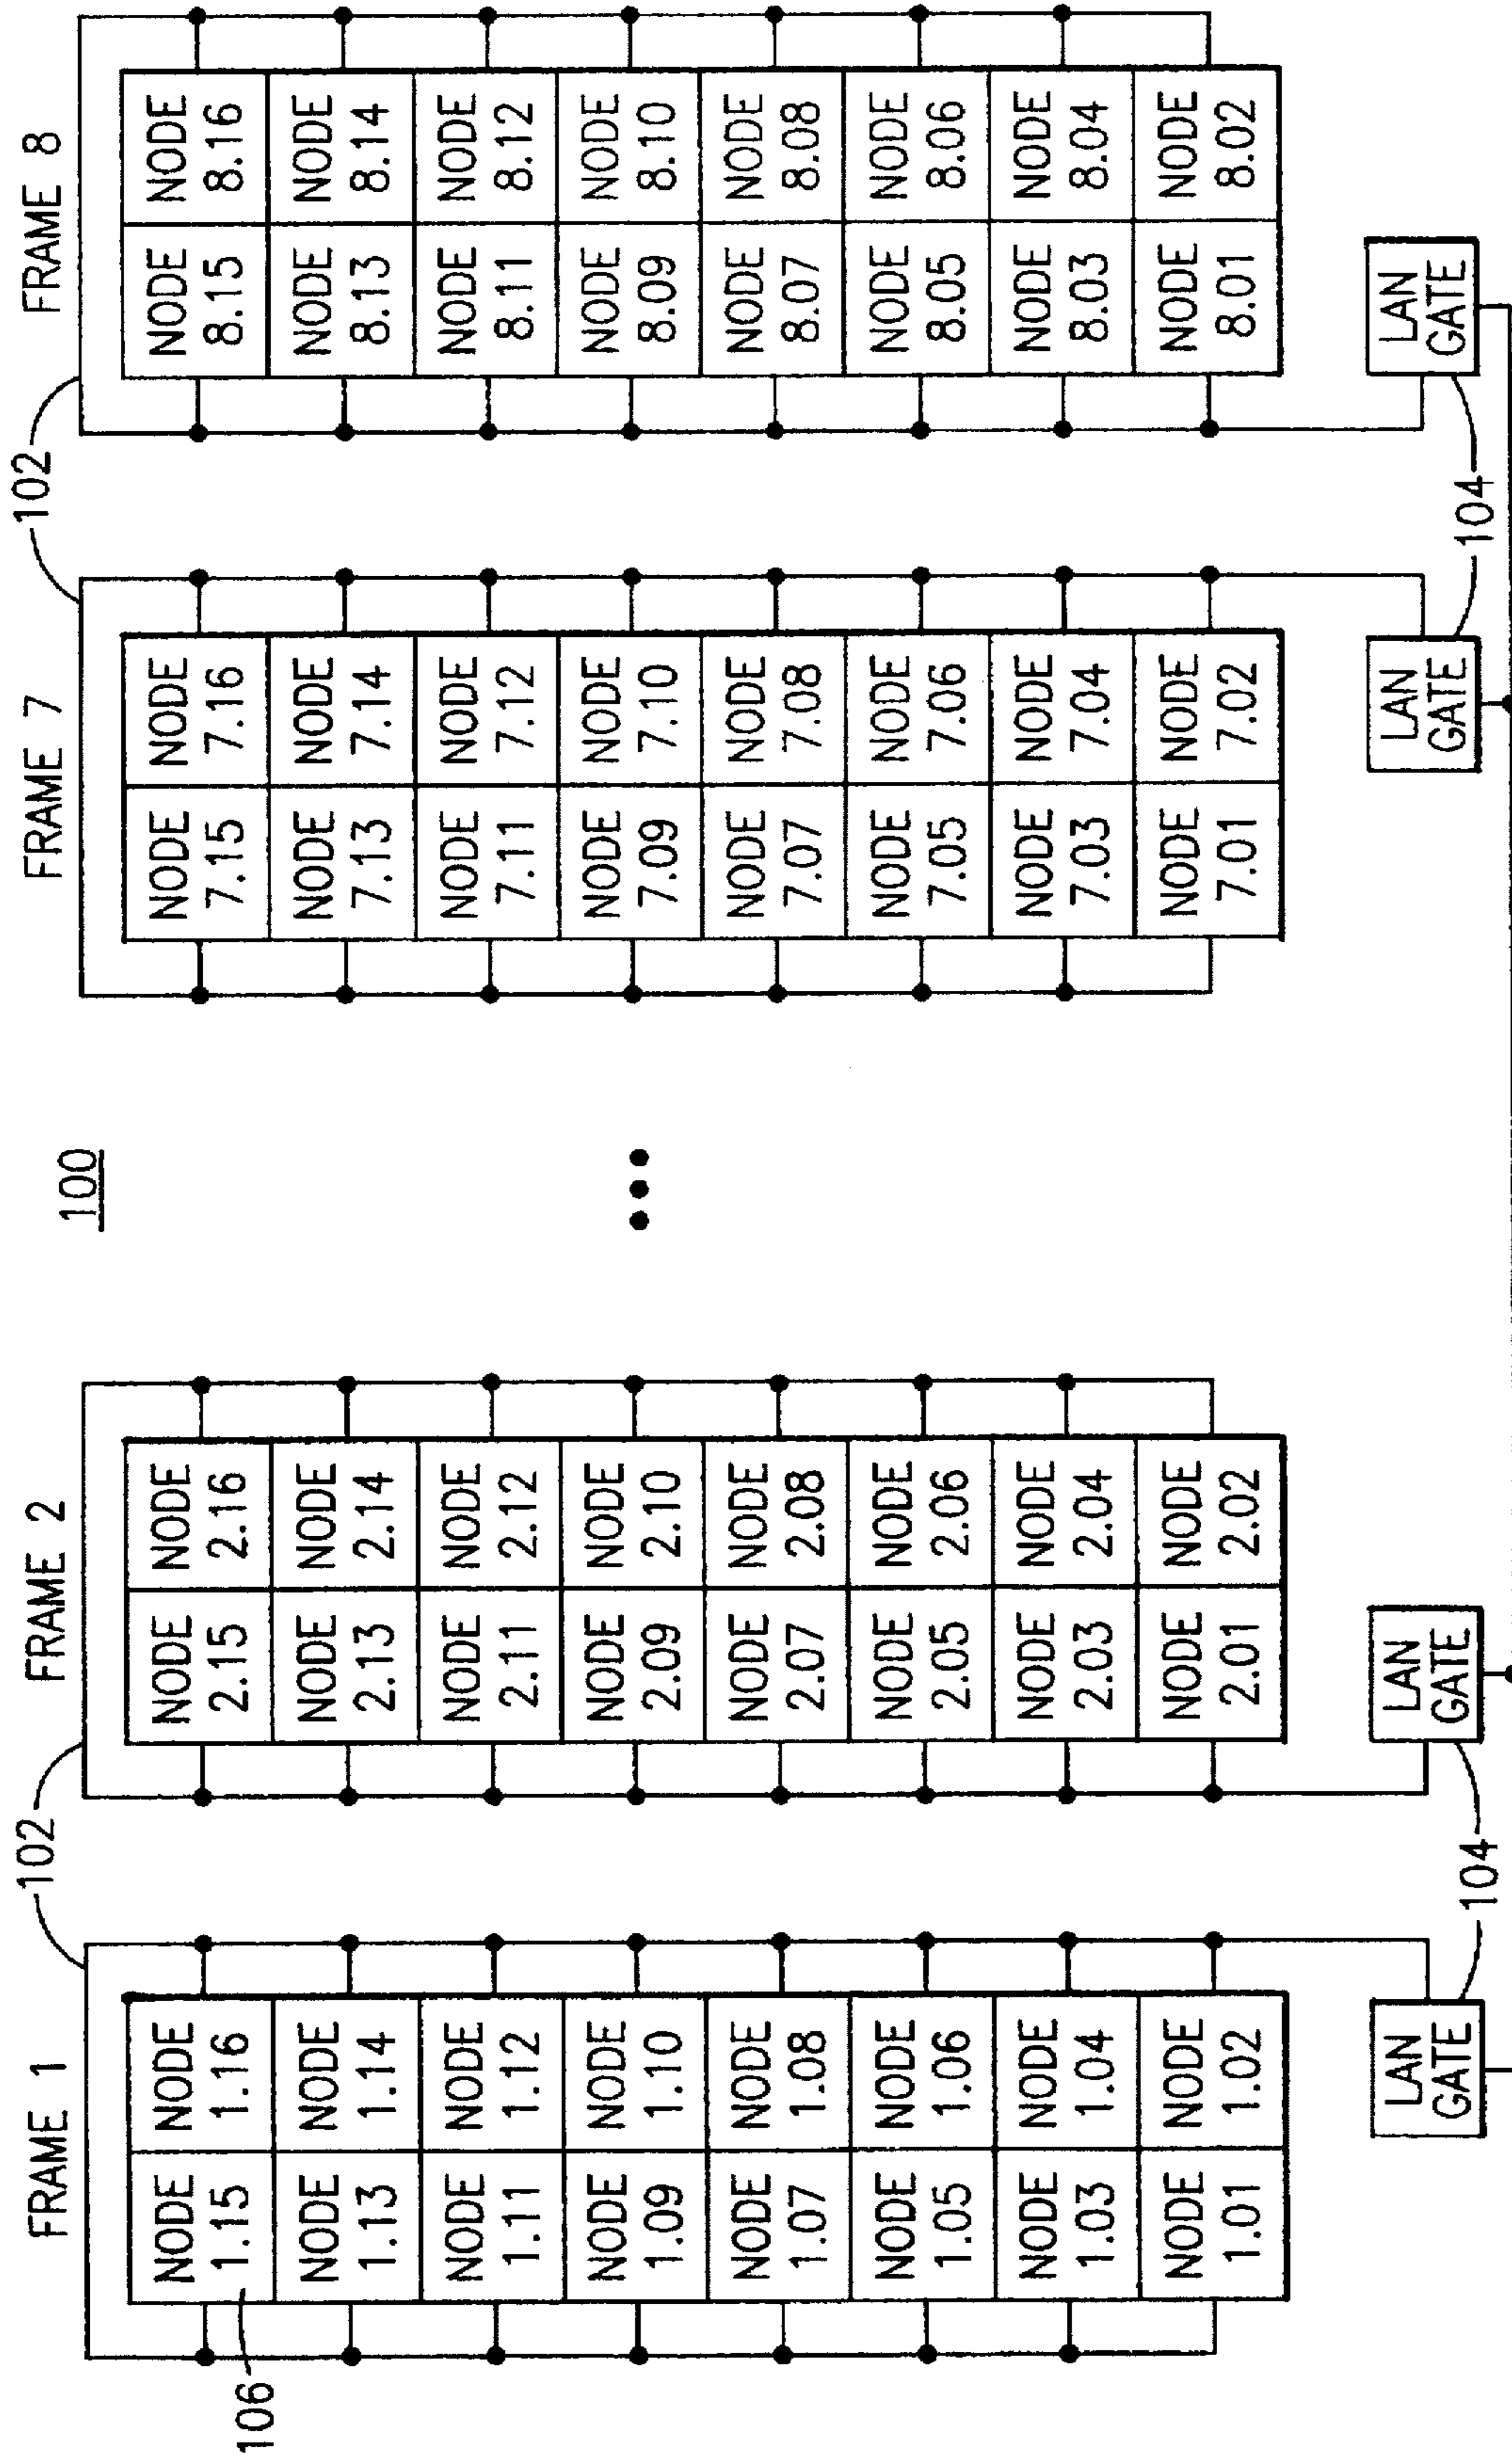 100
102
102
FRAME 1
FRAME 2
FRAME 7
FRAME 8
NODE 1.15
NODE 1.16
NODE 1.13
NODE 1.14
NODE 1.11
NODE 1.12
NODE 1.09
NODE 1.10
NODE 1.07
NODE 1.08
NODE 1.05
NODE 1.06
NODE 1.03
NODE 1.04
NODE 1.01
NODE 1.02
106
NODE 2.15
NODE 2.16
NODE 2.13
NODE 2.14
NODE 2.11
NODE 2.12
NODE 2.09
NODE 2.10
NODE 2.07
NODE 2.08
NODE 2.05
NODE 2.06
NODE 2.03
NODE 2.04
NODE 2.01
NODE 2.02
NODE 7.15
NODE 7.16
NODE 7.13
NODE 7.14
NODE 7.11
NODE 7.12
NODE 7.09
NODE 7.10
NODE 7.07
NODE 7.08
NODE 7.05
NODE 7.06
NODE 7.03
NODE 7.04
NODE 7.01
NODE 7.02
NODE 8.15
NODE 8.16
NODE 8.13
NODE 8.14
NODE 8.11
NODE 8.12
NODE 8.09
NODE 8.10
NODE 8.07
NODE 8.08
NODE 8.05
NODE 8.06
NODE 8.03
NODE 8.04
NODE 8.01
NODE 8.02
LAN
GATE
LAN
GATE
LAN
GATE
LAN
GATE
104
104